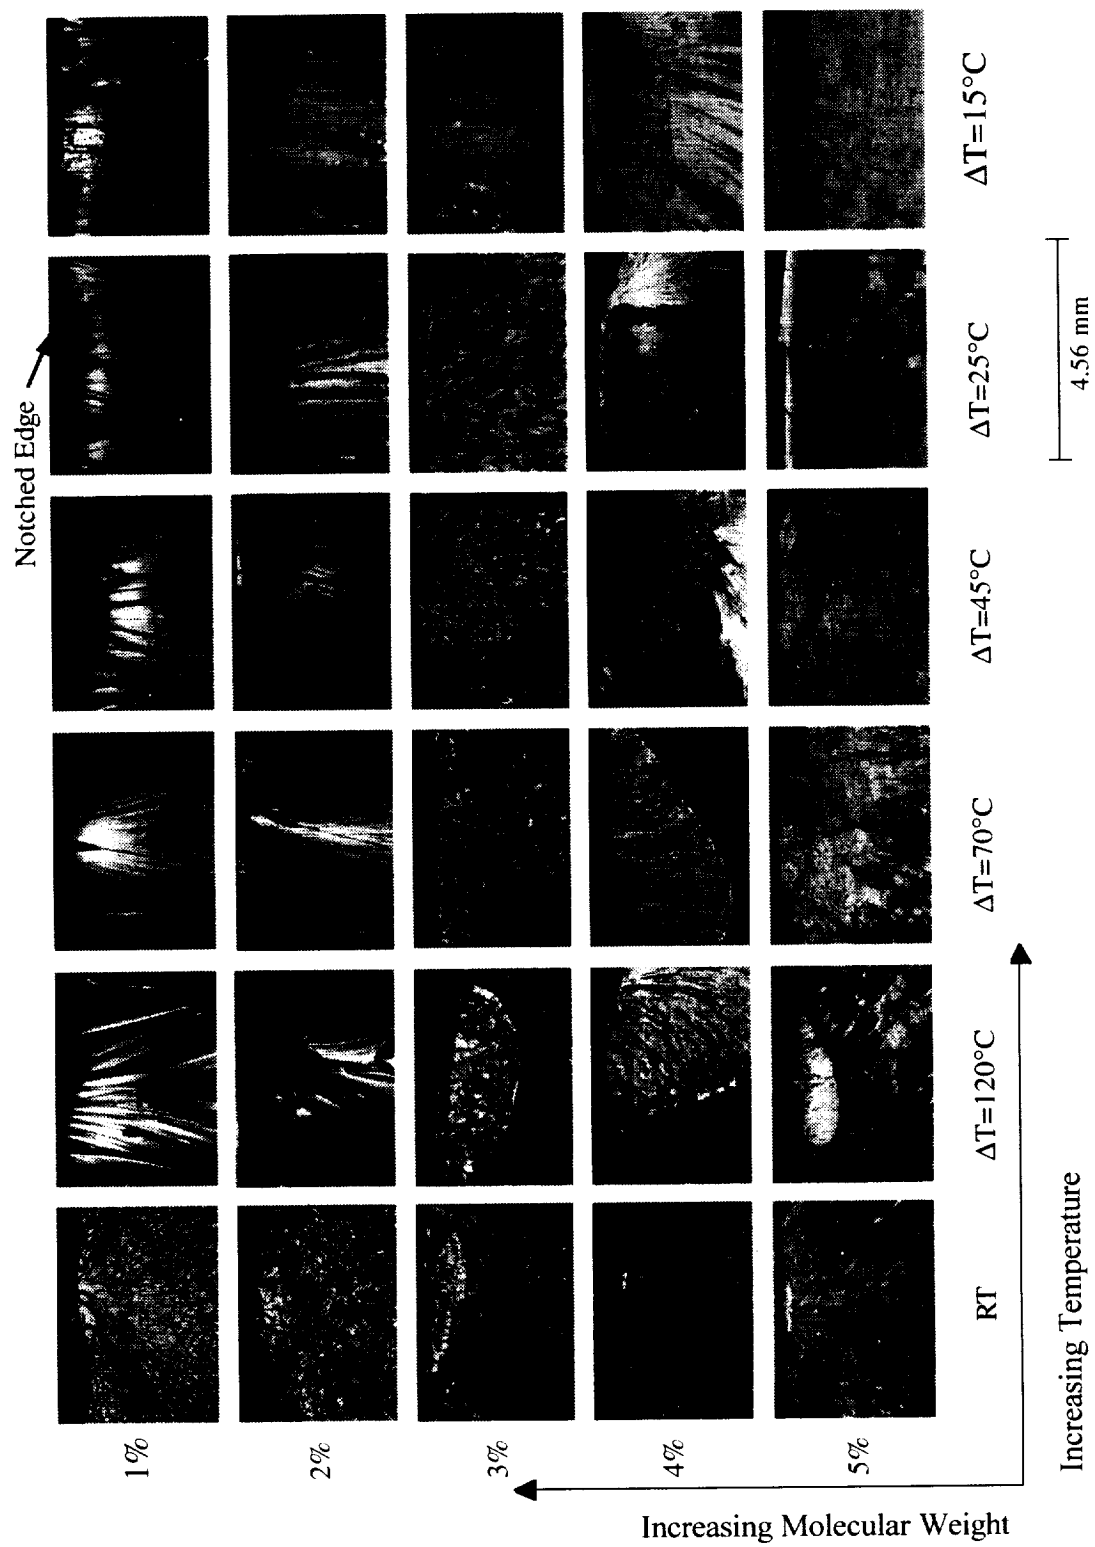 Notched Edge
1%
2%
3%
4%
5%
RT
ΔT=120°C
ΔT=70°C
ΔT=45°C
ΔT=25°C
ΔT=15°C
4.56 mm
Increasing Temperature
Increasing Molecular Weight